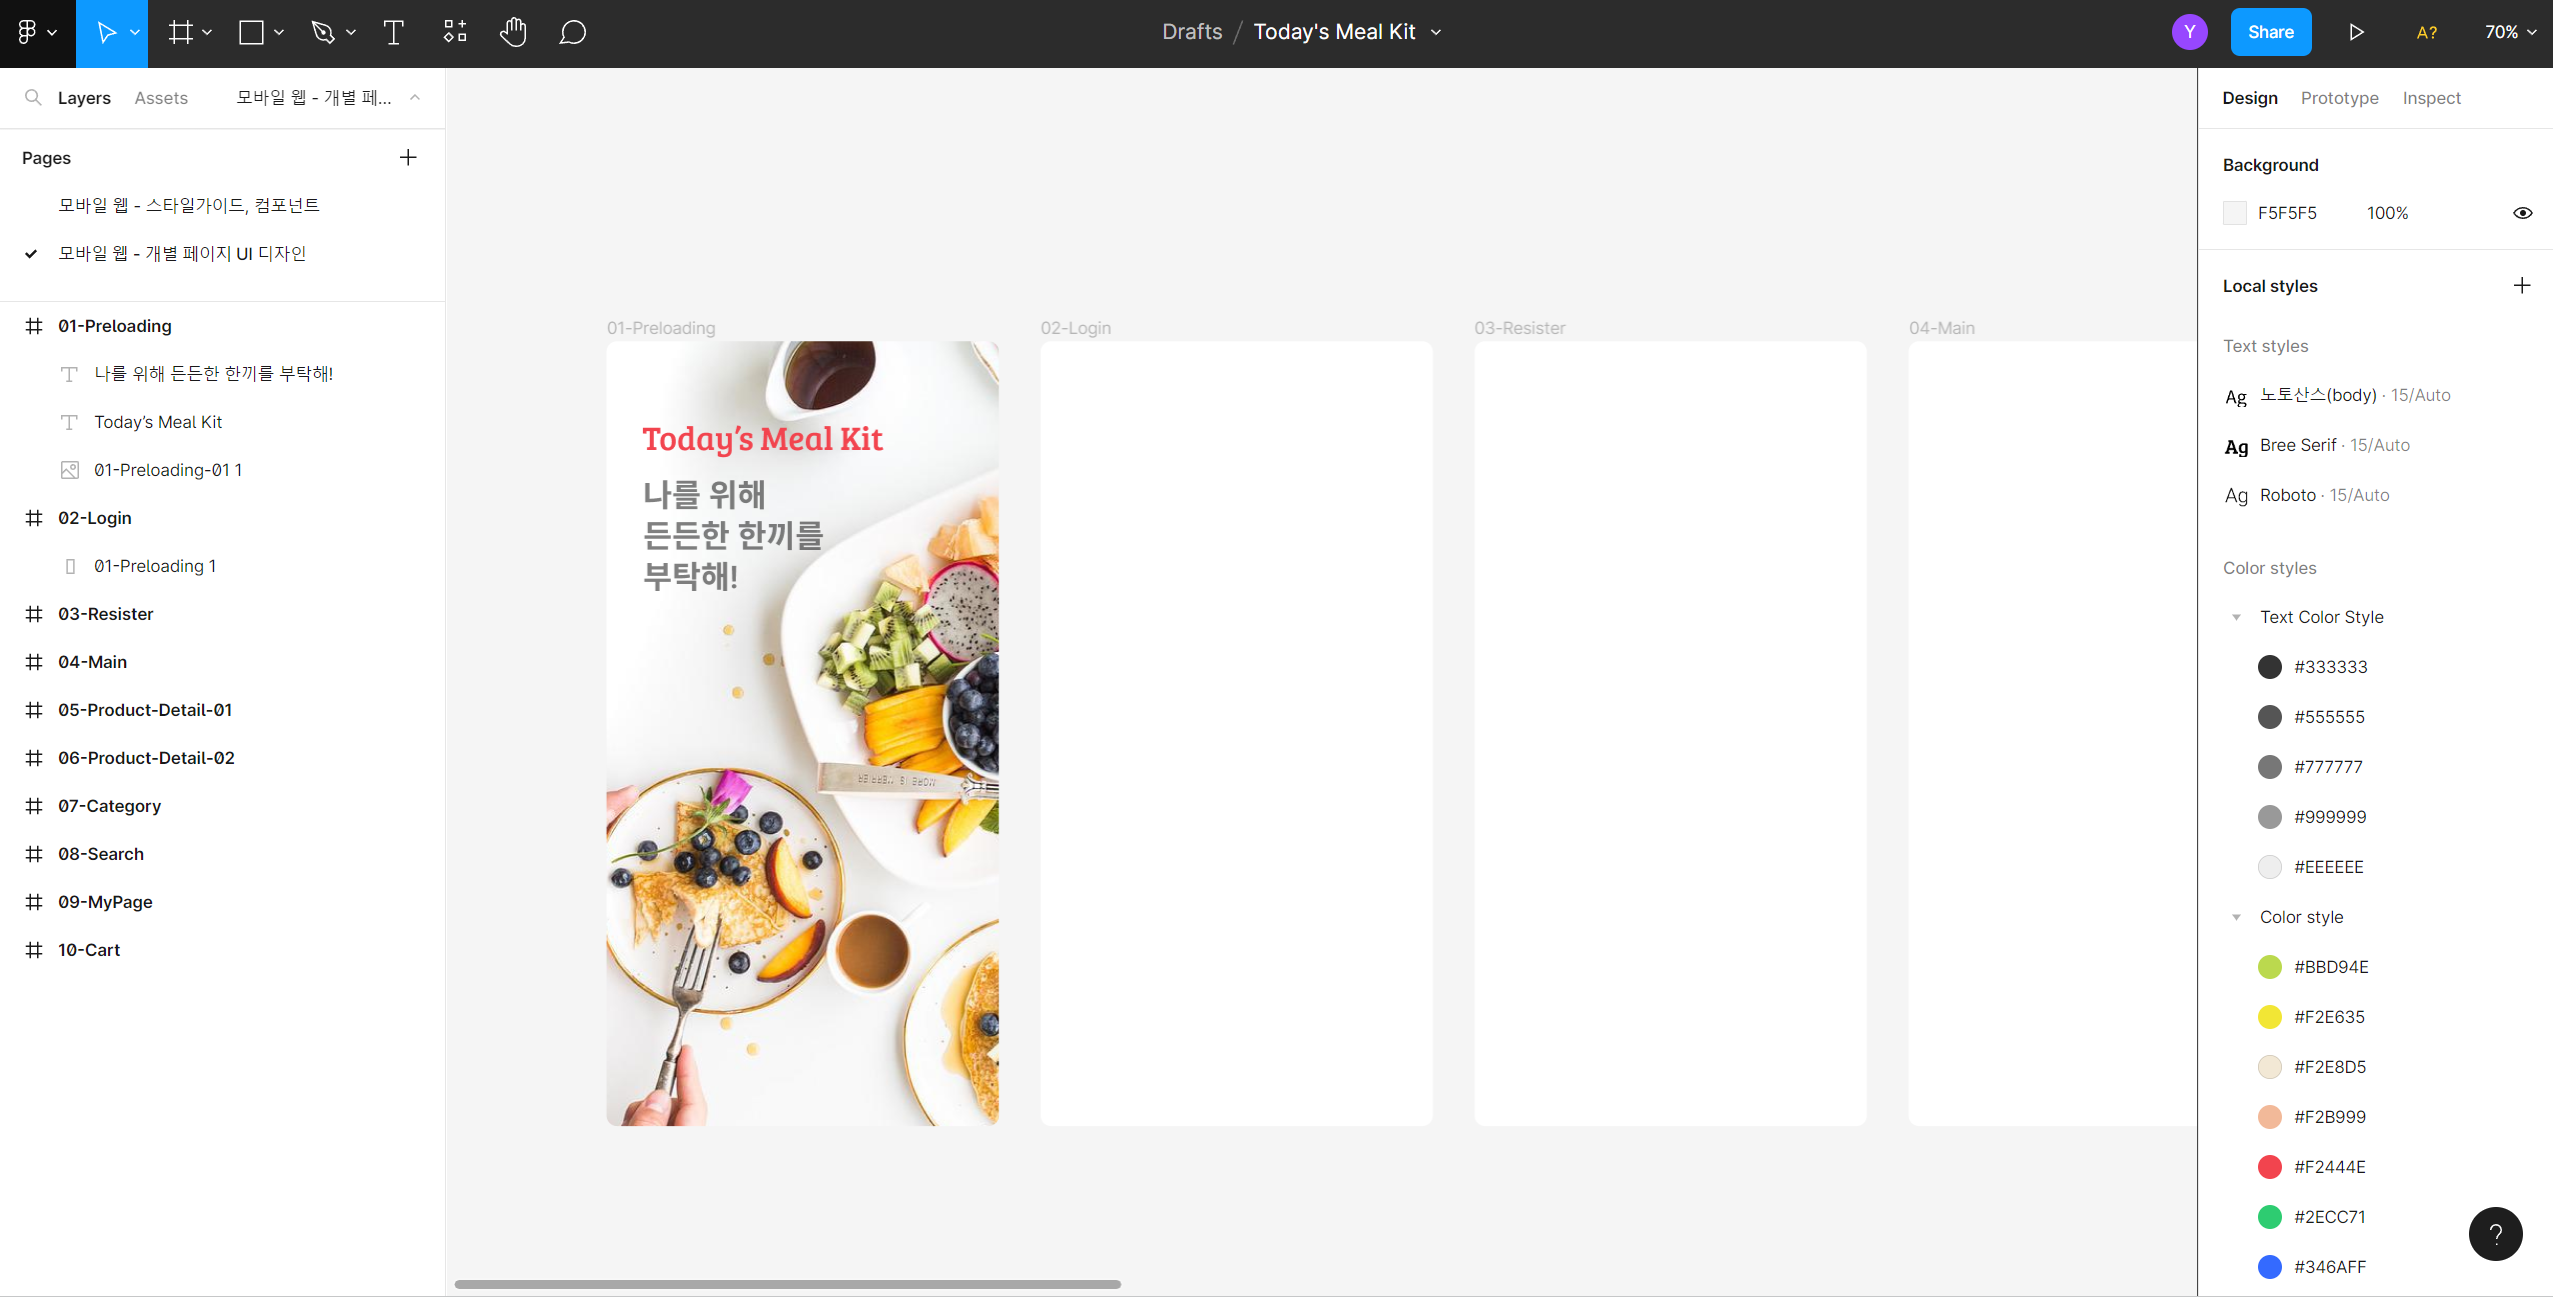 Drafts / Today's Meal Kit
Y
Share
A?
70%
Layers
Assets
모바일 웹 - 개별 페...
Pages
모바일 웹 - 스타일가이드, 컴포넌트
모바일 웹 - 개별 페이지 UI 디자인
01-Preloading
나를 위해 든든한 한끼를 부탁해!
Today’s Meal Kit
01-Preloading-01 1
02-Login
01-Preloading 1
03-Resister
04-Main
05-Product-Detail-01
06-Product-Detail-02
07-Category
08-Search
09-MyPage
10-Cart
01-Preloading
Today’s Meal Kit
나를 위해
든든한 한끼를
부탁해!
MORE IS MERRIER
02-Login
03-Resister
04-Main
Design
Prototype
Inspect
Background
F5F5F5 100%
Local styles
Text styles
Ag 노토산스(body) · 15/Auto
Ag Bree Serif · 15/Auto
Ag Roboto · 15/Auto
Color styles
Text Color Style
#333333
#555555
#777777
#999999
#EEEEEE
Color style
#BBD94E
#F2E635
#F2E8D5
#F2B999
#F2444E
#2ECC71
#346AFF
?